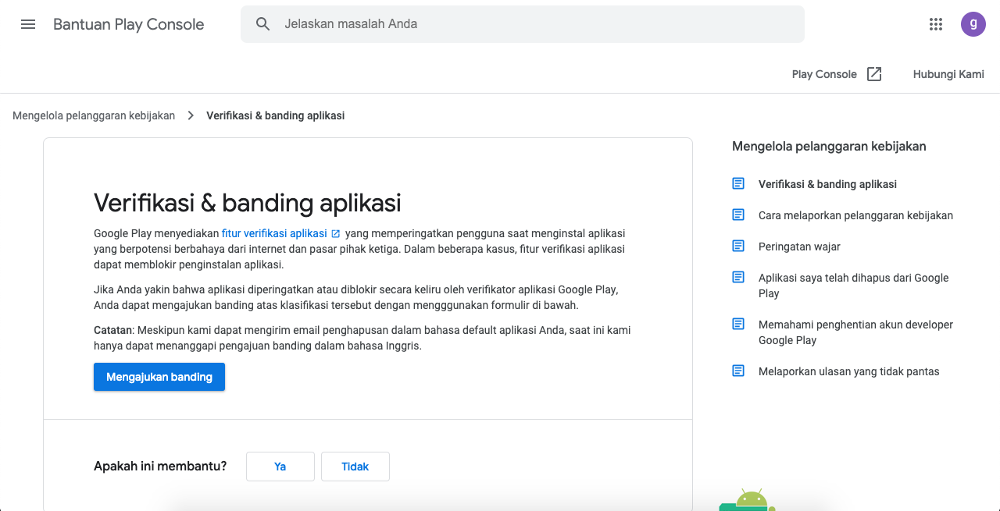 Bantuan Play Console
Jelaskan masalah Anda
g
Play Console
Hubungi Kami
Mengelola pelanggaran kebijakan
Verifikasi & banding aplikasi
Verifikasi & banding aplikasi
Google Play menyediakan fitur verifikasi aplikasi yang memperingatkan pengguna saat menginstal aplikasi
yang berpotensi berbahaya dari internet dan pasar pihak ketiga. Dalam beberapa kasus, fitur verifikasi aplikasi
dapat memblokir penginstalan aplikasi.
Jika Anda yakin bahwa aplikasi diperingatkan atau diblokir secara keliru oleh verifikator aplikasi Google Play,
Anda dapat mengajukan banding atas klasifikasi tersebut dengan mengggunakan formulir di bawah.
Catatan: Meskipun kami dapat mengirim email penghapusan dalam bahasa default aplikasi Anda, saat ini kami
hanya dapat menanggapi pengajuan banding dalam bahasa Inggris.
Mengajukan banding
Apakah ini membantu?
Ya
Tidak
Mengelola pelanggaran kebijakan
Verifikasi & banding aplikasi
Cara melaporkan pelanggaran kebijakan
Peringatan wajar
Aplikasi saya telah dihapus dari Google
Play
Memahami penghentian akun developer
Google Play
Melaporkan ulasan yang tidak pantas